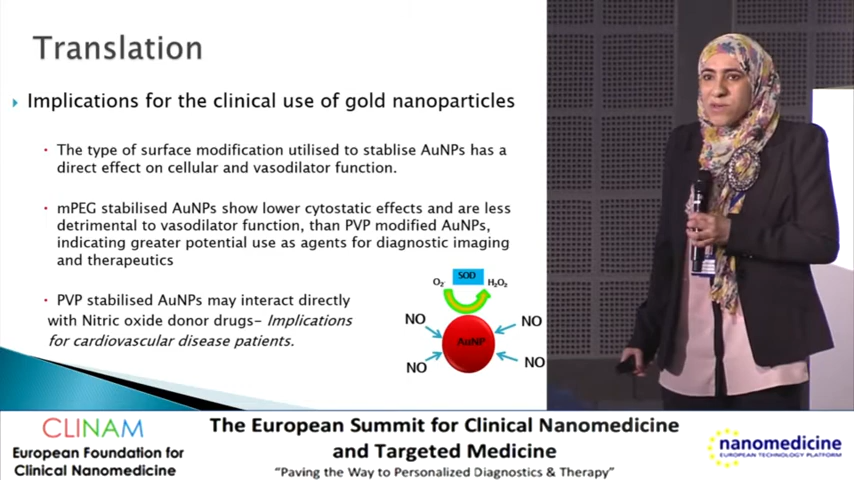 Translation
Implications for the clinical use of gold nanoparticles
• The type of surface modification utilised to stablise AuNPs has a
direct effect on cellular and vasodilator function.
• mPEG stabilised AuNPs show lower cytostatic effects and are less
detrimental to vasodilator function, than PVP modified AuNPs,
indicating greater potential use as agents for diagnostic imaging
and therapeutics
• PVP stabilised AuNPs may interact directly
with Nitric oxide donor drugs– Implications
for cardiovascular disease patients.
SOD
O₂⁻ H₂O₂
NO NO
AuNP
NO NO
CLINAM
European Foundation for
Clinical Nanomedicine
The European Summit for Clinical Nanomedicine
and Targeted Medicine
“Paving the Way to Personalized Diagnostics & Therapy”
nanomedicine
EUROPEAN TECHNOLOGY PLATFORM